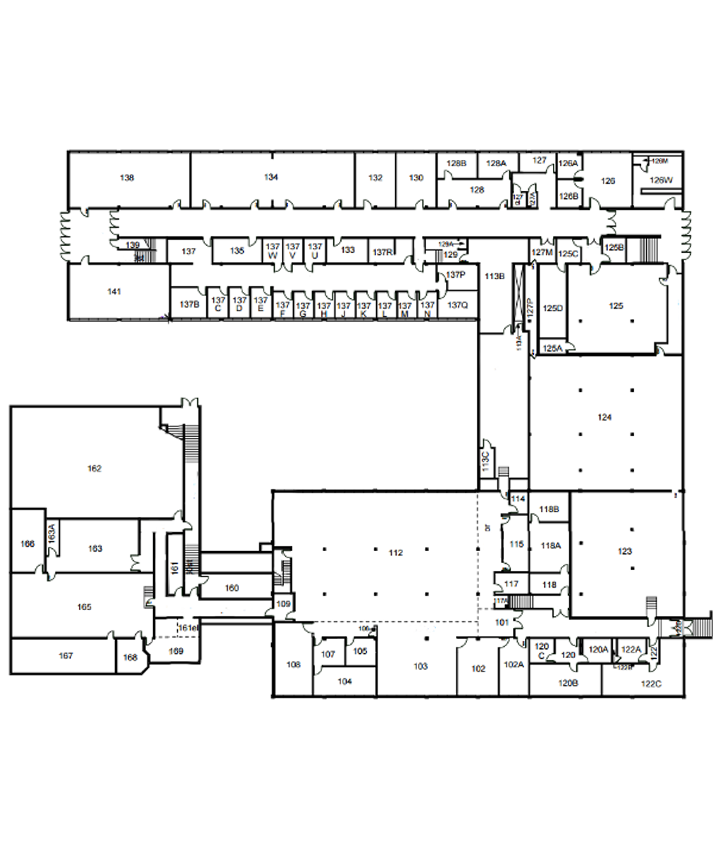 128B
128A
127
126A
126M
138
134
132
130
128
126B
126
126W
139
137
135
137
W
137
V
137
U
133
137R
129A
129
127M
125C
125B
141
137B
137
C
137
D
137
E
137
F
137
G
137
H
137
J
137
K
137
L
137
M
137
N
137P
137Q
113B
127P
125D
125
113A
125A
124
162
113C
166
163A
163
161
112
114
118B
115
118A
123
160
117
118
165
109
117A
101
161el
106
167
168
169
108
107
105
104
103
102
102A
120
C
120
120A
122A
122
122B
120B
122C